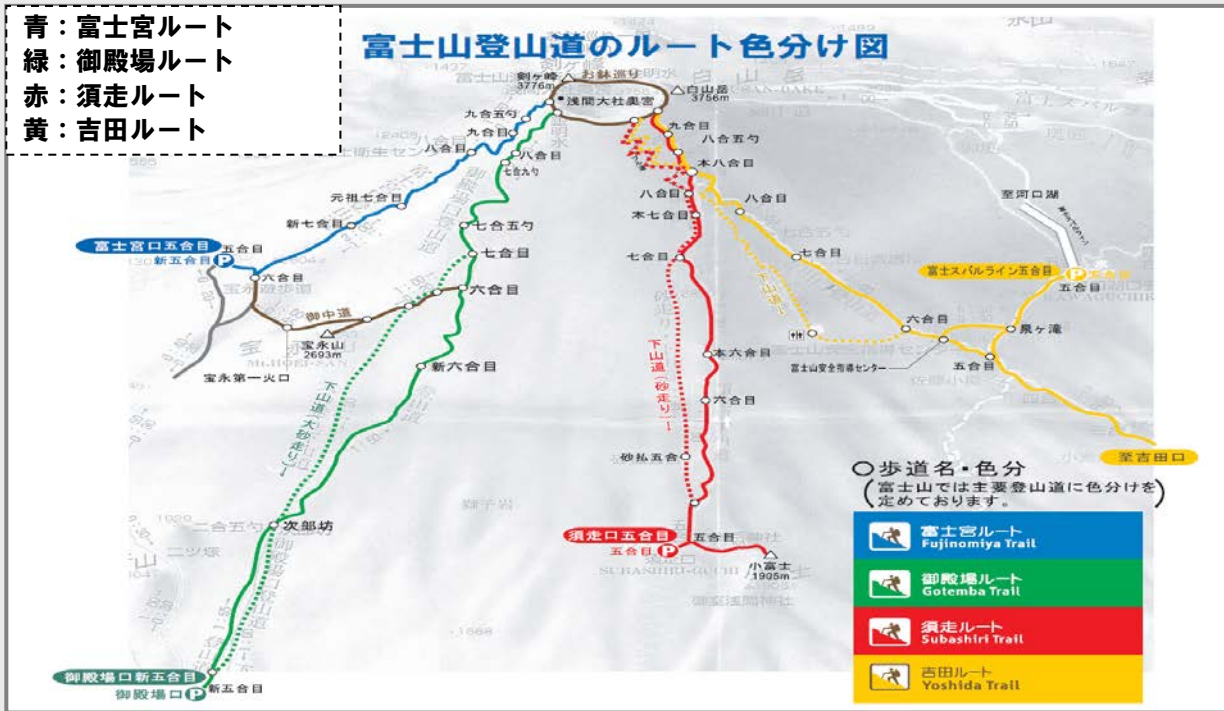 青：富士宮ルート
緑：御殿場ルート
赤：須走ルート
黄：吉田ルート
富士山登山道のルート色分け図
剣ヶ峰
3776m
お鉢巡り
浅間大社奥宮
白山岳
3756m
九合五勺
九合目
八合目
元祖七合目
新七合目
富士宮口五合目
五合目
新五合目
P
六合目
御中道
宝永山
2693m
宝永第一火口
八合目
七合九勺
七合五勺
七合目
六合目
新六合目
下山道(大砂走り)
次郎坊
御殿場口新五合目
新五合目
御殿場口
P
九合目
八合五勺
本八合目
八合目
本七合目
七合目
本六合目
六合目
下山道(砂走り)
砂払五合
須走口五合目
五合目
五合目
P
小富士
1905m
八合目
七合目
下山道
六合目
富士山安全指導センター
五合目
泉ヶ滝
富士スバルライン五合目
P
五合目
五合目
至河口湖
至吉田口
○歩道名・色分
(富士山では主要登山道に色分けを
定めております。)
富士宮ルート
Fujinomiya Trail
御殿場ルート
Gotemba Trail
須走ルート
Subashiri Trail
吉田ルート
Yoshida Trail